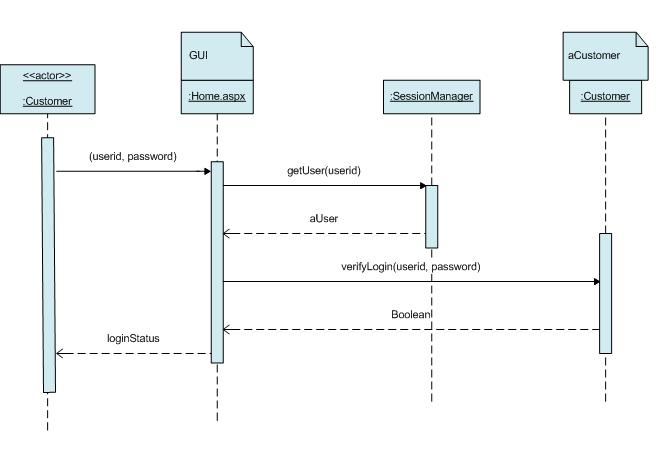 GUI
aCustomer
<<actor>>
:Customer
:Home.aspx
:SessionManager
:Customer
(userid, password)
getUser(userid)
aUser
verifyLogin(userid, password)
Boolean
loginStatus